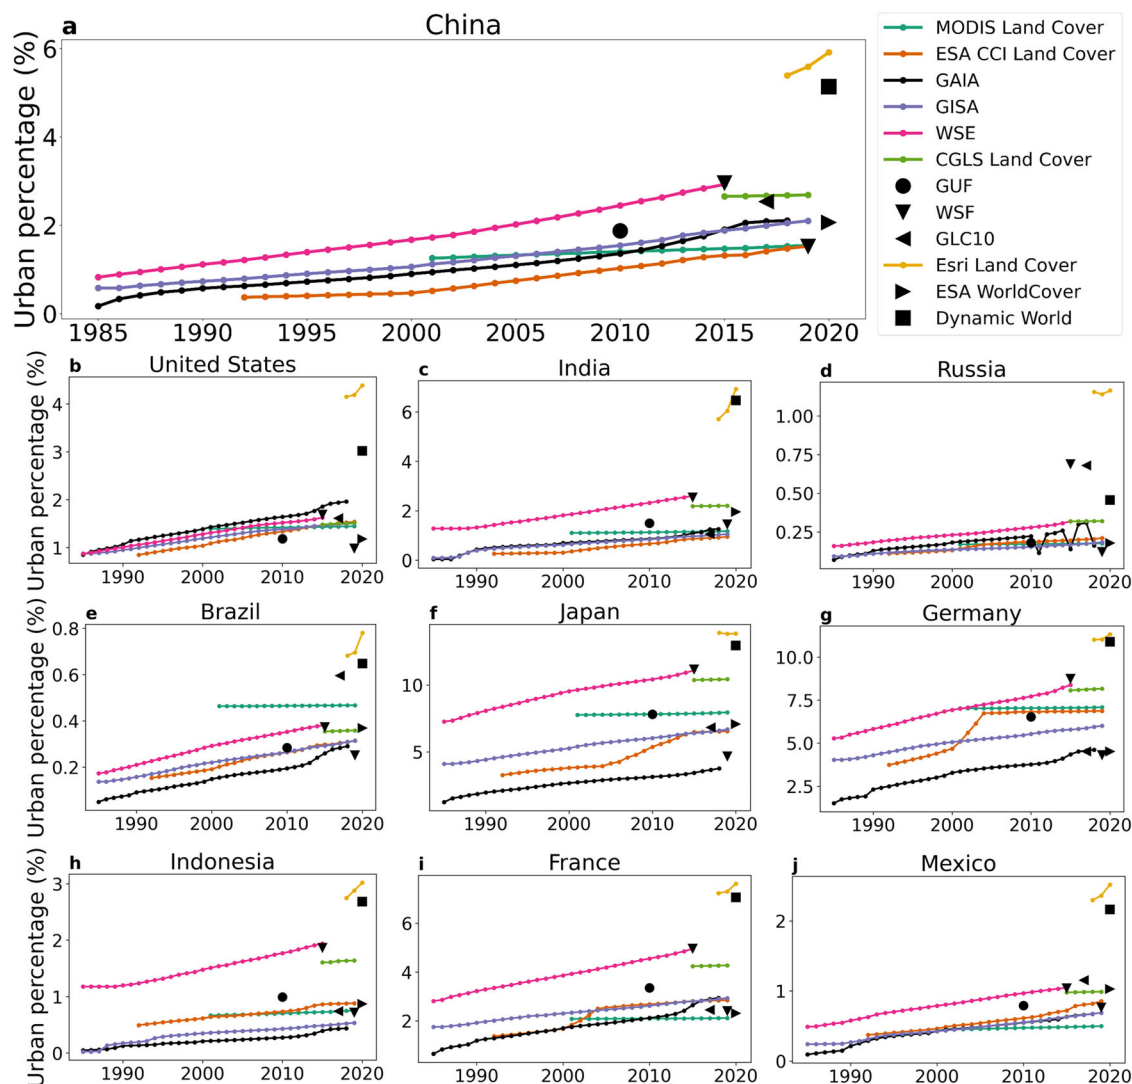 a
China
Urban percentage (%)
6
4
2
0
1985 1990 1995 2000 2005 2010 2015 2020
MODIS Land Cover
ESA CCI Land Cover
GAIA
GISA
WSE
CGLS Land Cover
GUF
WSF
GLC10
Esri Land Cover
ESA WorldCover
Dynamic World
b
United States
Urban percentage (%)
4
3
2
1
1990 2000 2010 2020
c
India
6
4
2
0
1990 2000 2010 2020
d
Russia
1.00
0.75
0.50
0.25
1990 2000 2010 2020
e
Brazil
Urban percentage (%)
0.8
0.6
0.4
0.2
1990 2000 2010 2020
f
Japan
10
5
1990 2000 2010 2020
g
Germany
10.0
7.5
5.0
2.5
1990 2000 2010 2020
h
Indonesia
Urban percentage (%)
3
2
1
0
1990 2000 2010 2020
i
France
6
4
2
1990 2000 2010 2020
j
Mexico
2
1
0
1990 2000 2010 2020